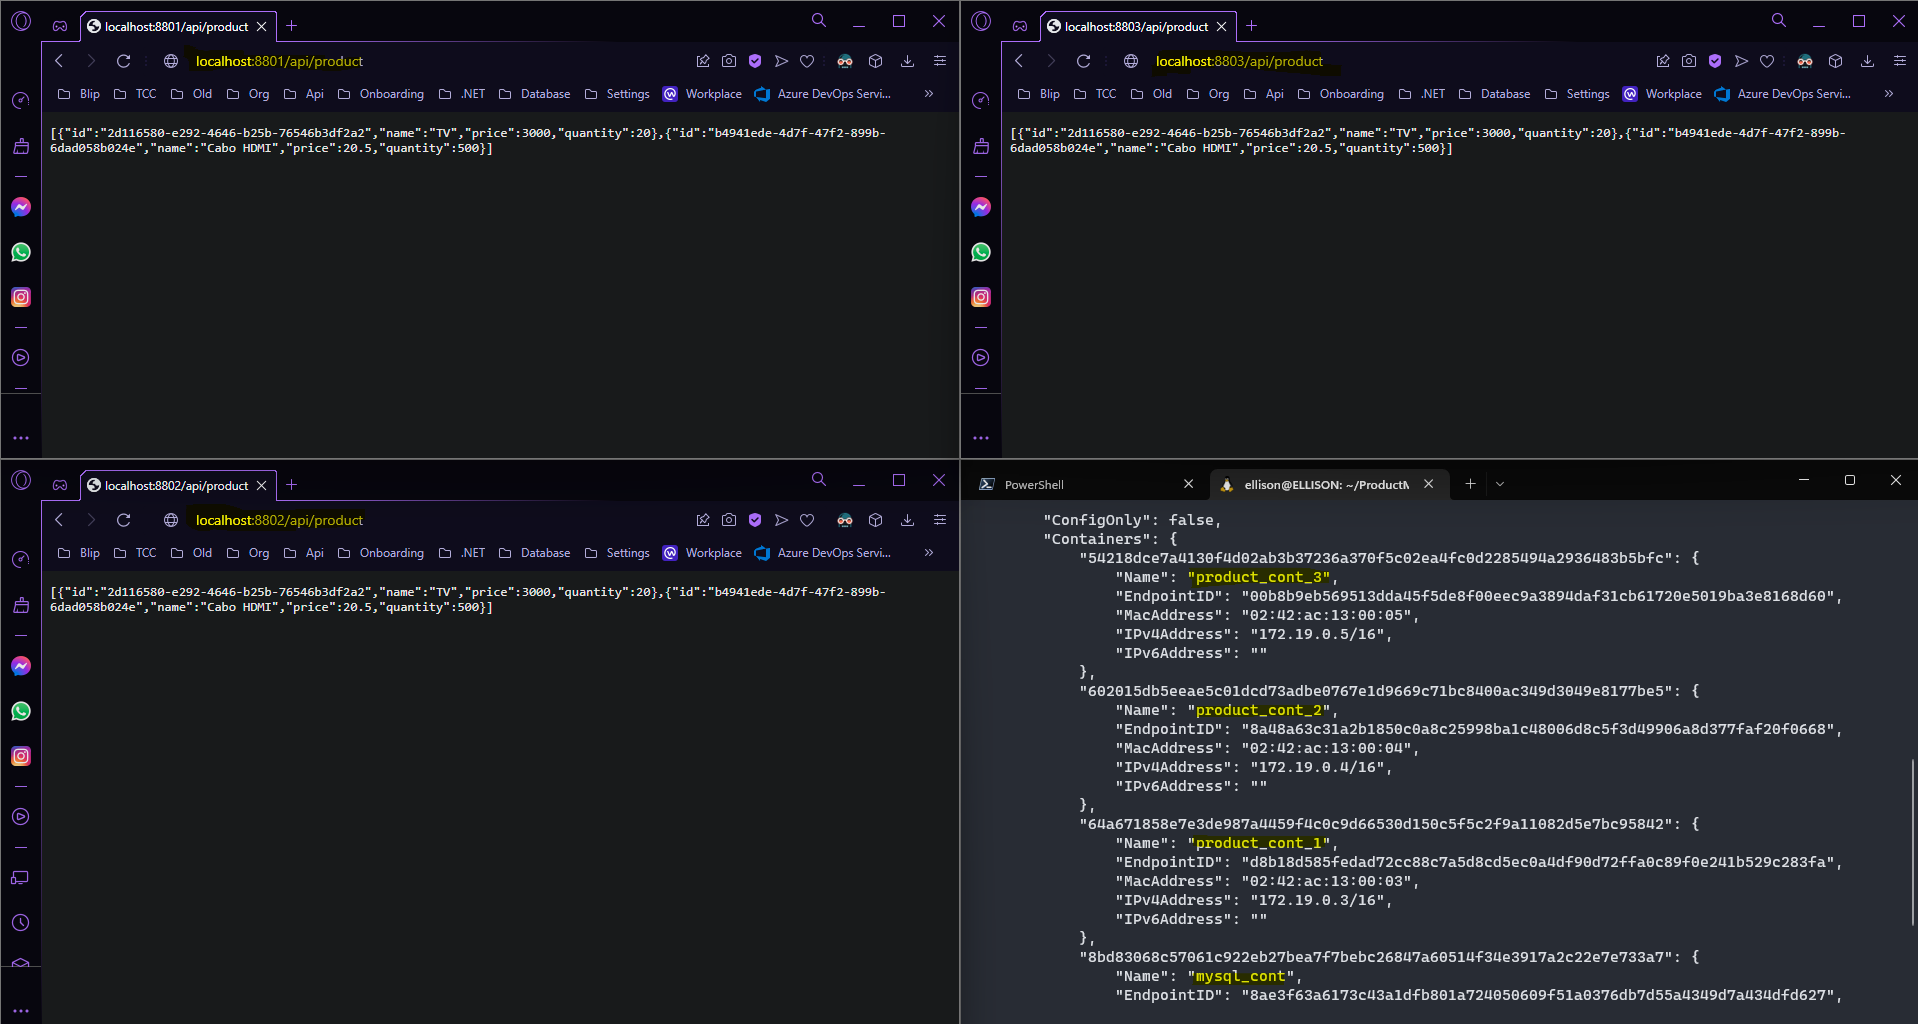 localhost:8801/api/product
localhost:8801/api/product
Blip TCC Old Org Api Onboarding .NET Database Settings Workplace Azure DevOps Servi...
[{"id":"2d116580-e292-4646-b25b-76546b3df2a2","name":"TV","price":3000,"quantity":20},{"id":"b4941ede-4d7f-47f2-899b-
6dad058b024e","name":"Cabo HDMI","price":20.5,"quantity":500}]
localhost:8803/api/product
localhost:8803/api/product
Blip TCC Old Org Api Onboarding .NET Database Settings Workplace Azure DevOps Servi...
[{"id":"2d116580-e292-4646-b25b-76546b3df2a2","name":"TV","price":3000,"quantity":20},{"id":"b4941ede-4d7f-47f2-899b-
6dad058b024e","name":"Cabo HDMI","price":20.5,"quantity":500}]
localhost:8802/api/product
localhost:8802/api/product
Blip TCC Old Org Api Onboarding .NET Database Settings Workplace Azure DevOps Servi...
[{"id":"2d116580-e292-4646-b25b-76546b3df2a2","name":"TV","price":3000,"quantity":20},{"id":"b4941ede-4d7f-47f2-899b-
6dad058b024e","name":"Cabo HDMI","price":20.5,"quantity":500}]
PowerShell
ellison@ELLISON: ~/ProductM
"ConfigOnly": false,
"Containers": {
"54218dce7a4130f4d02ab3b37236a370f5c02ea4fc0d2285494a2936483b5bfc": {
"Name": "product_cont_3",
"EndpointID": "00b8b9eb569513dda45f5de8f00eec9a3894daf31cb61720e5019ba3e8168d60",
"MacAddress": "02:42:ac:13:00:05",
"IPv4Address": "172.19.0.5/16",
"IPv6Address": ""
},
"602015db5eeae5c01dcd73adbe0767e1d9669c71bc8400ac349d3049e8177be5": {
"Name": "product_cont_2",
"EndpointID": "8a48a63c31a2b1850c0a8c25998ba1c48006d8c5f3d49906a8d377faf20f0668",
"MacAddress": "02:42:ac:13:00:04",
"IPv4Address": "172.19.0.4/16",
"IPv6Address": ""
},
"64a671858e7e3de987a4459f4c0c9d66530d150c5f5c2f9a11082d5e7bc95842": {
"Name": "product_cont_1",
"EndpointID": "d8b18d585fedad72cc88c7a5d8cd5ec0a4df90d72ffa0c89f0e241b529c283fa",
"MacAddress": "02:42:ac:13:00:03",
"IPv4Address": "172.19.0.3/16",
"IPv6Address": ""
},
"8bd83068c57061c922eb27bea7f7bebc26847a60514f34e3917a2c22e7e733a7": {
"Name": "mysql_cont",
"EndpointID": "8ae3f63a6173c43a1dfb801a724050609f51a0376db7d55a4349d7a434dfd627",